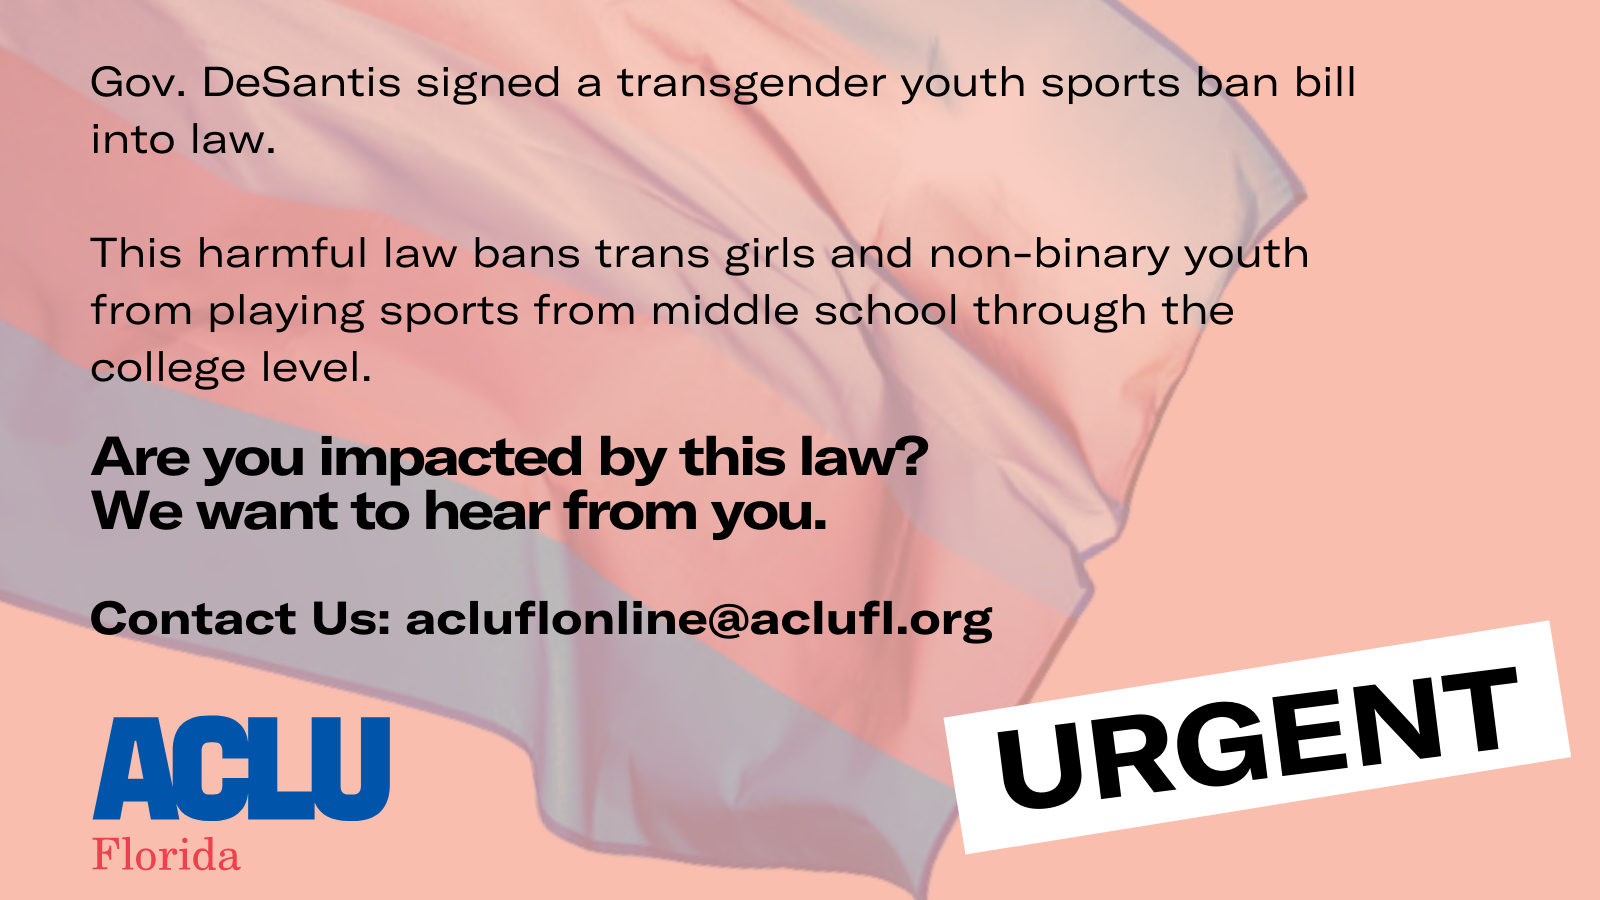 Gov. DeSantis signed a transgender youth sports ban bill
into law.
This harmful law bans trans girls and non-binary youth
from playing sports from middle school through the
college level.
Are you impacted by this law?
We want to hear from you.
Contact Us: acluflonline@aclufl.org
URGENT
ACLU
Florida